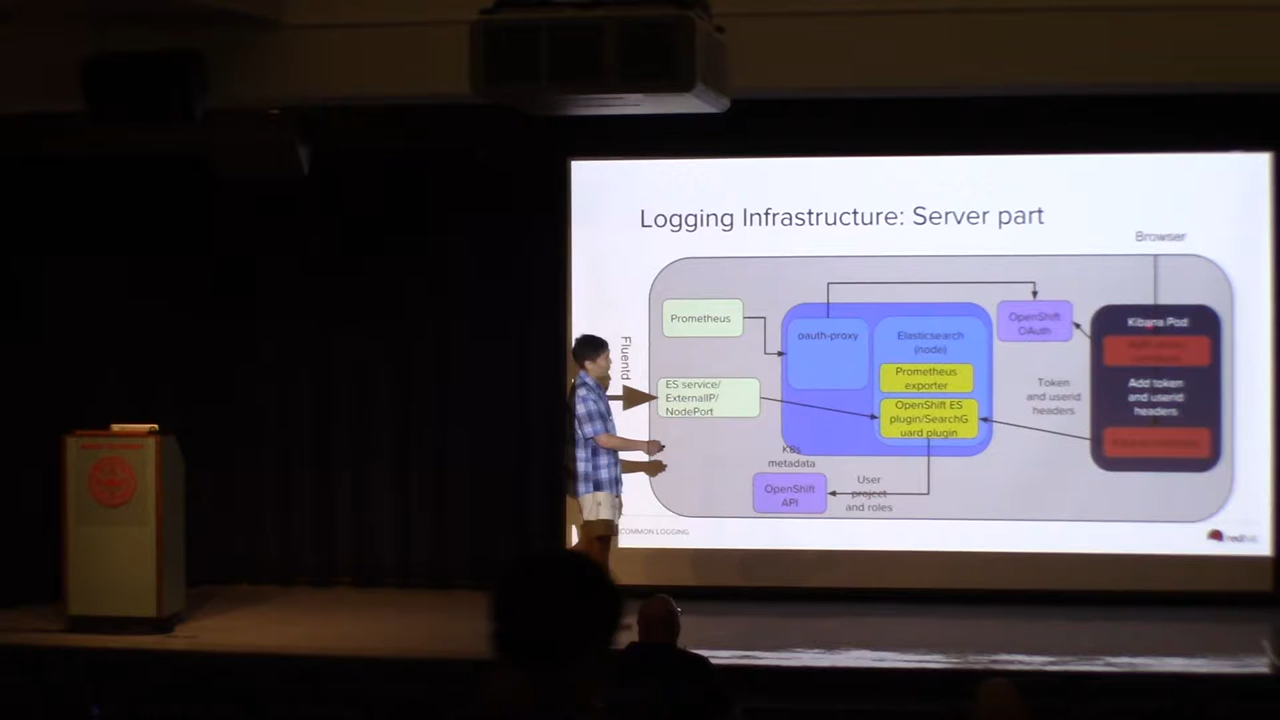 Logging Infrastructure: Server part
Browser
Prometheus
oauth-proxy
Elasticsearch
(node)
OpenShift
OAuth
Kibana Pod
Fluentd
Prometheus
exporter
ES service/
ExternalIP/
NodePort
OpenShift ES
plugin/SearchG
uard plugin
Token
and userid
headers
Add token
and userid
headers
K8s
metadata
OpenShift
API
User
project
and roles
COMMON LOGGING
redhat